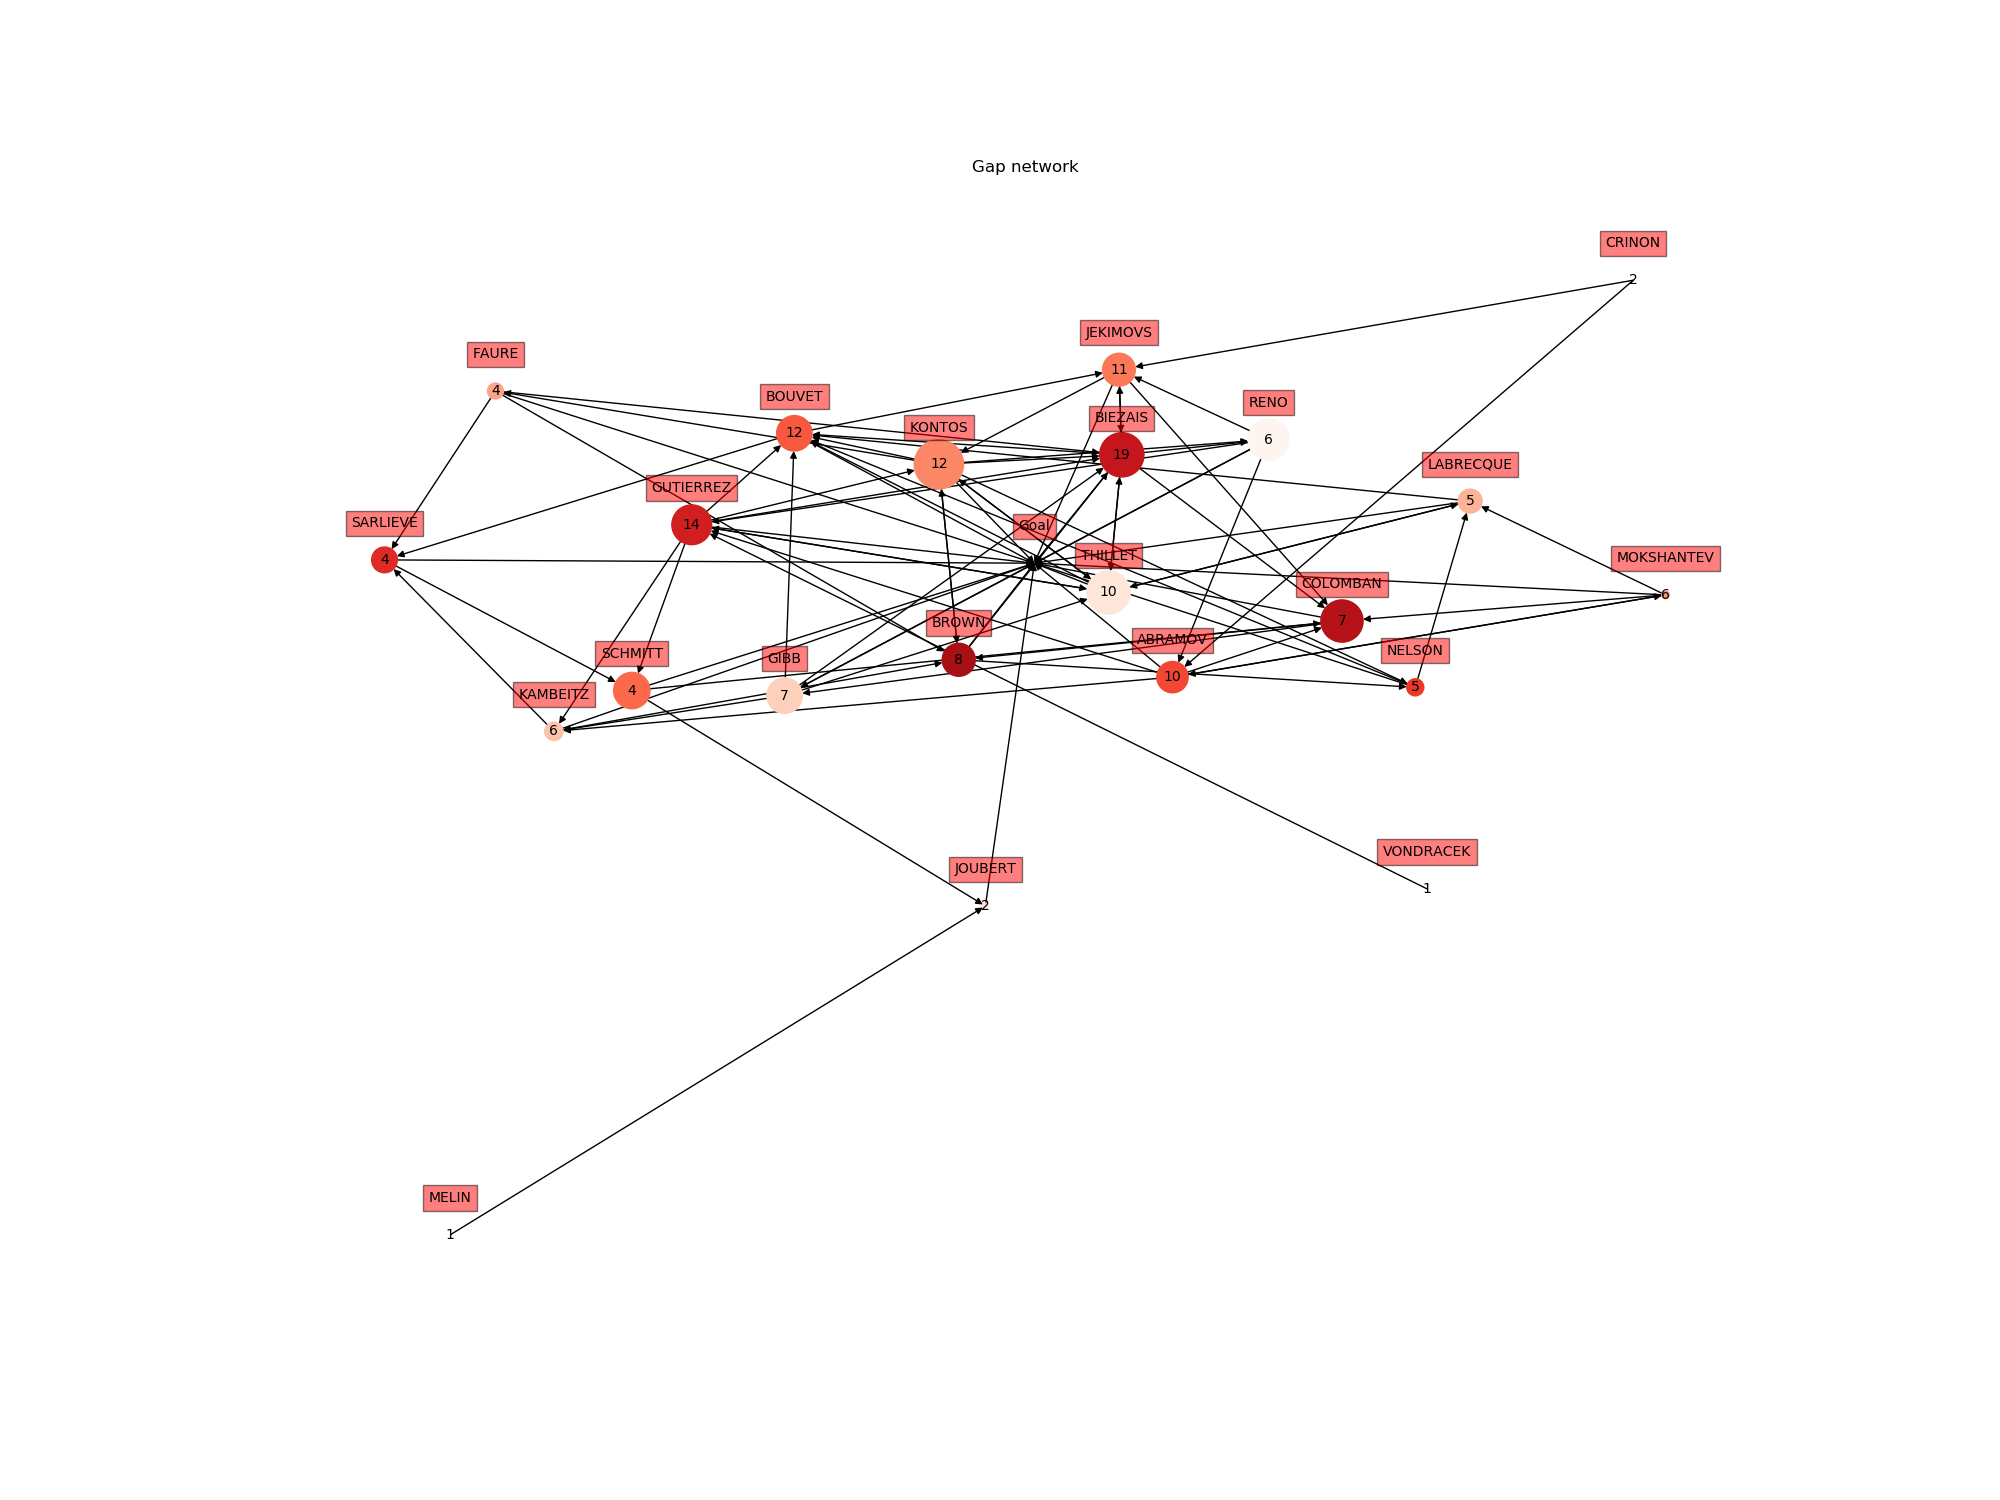 Gap network
CRINON
2
JEKIMOVS
11
FAURE
4
BOUVET
12
RENO
6
BIEZAIS
19
KONTOS
12
LABRECQUE
5
GUTIERREZ
14
SARLIEVE
4
Goal
THILLET
10
MOKSHANTEV
6
COLOMBAN
7
BROWN
8
ABRAMOV
10
NELSON
5
SCHMITT
4
GIBB
7
KAMBEITZ
6
VONDRACEK
1
JOUBERT
2
MELIN
1